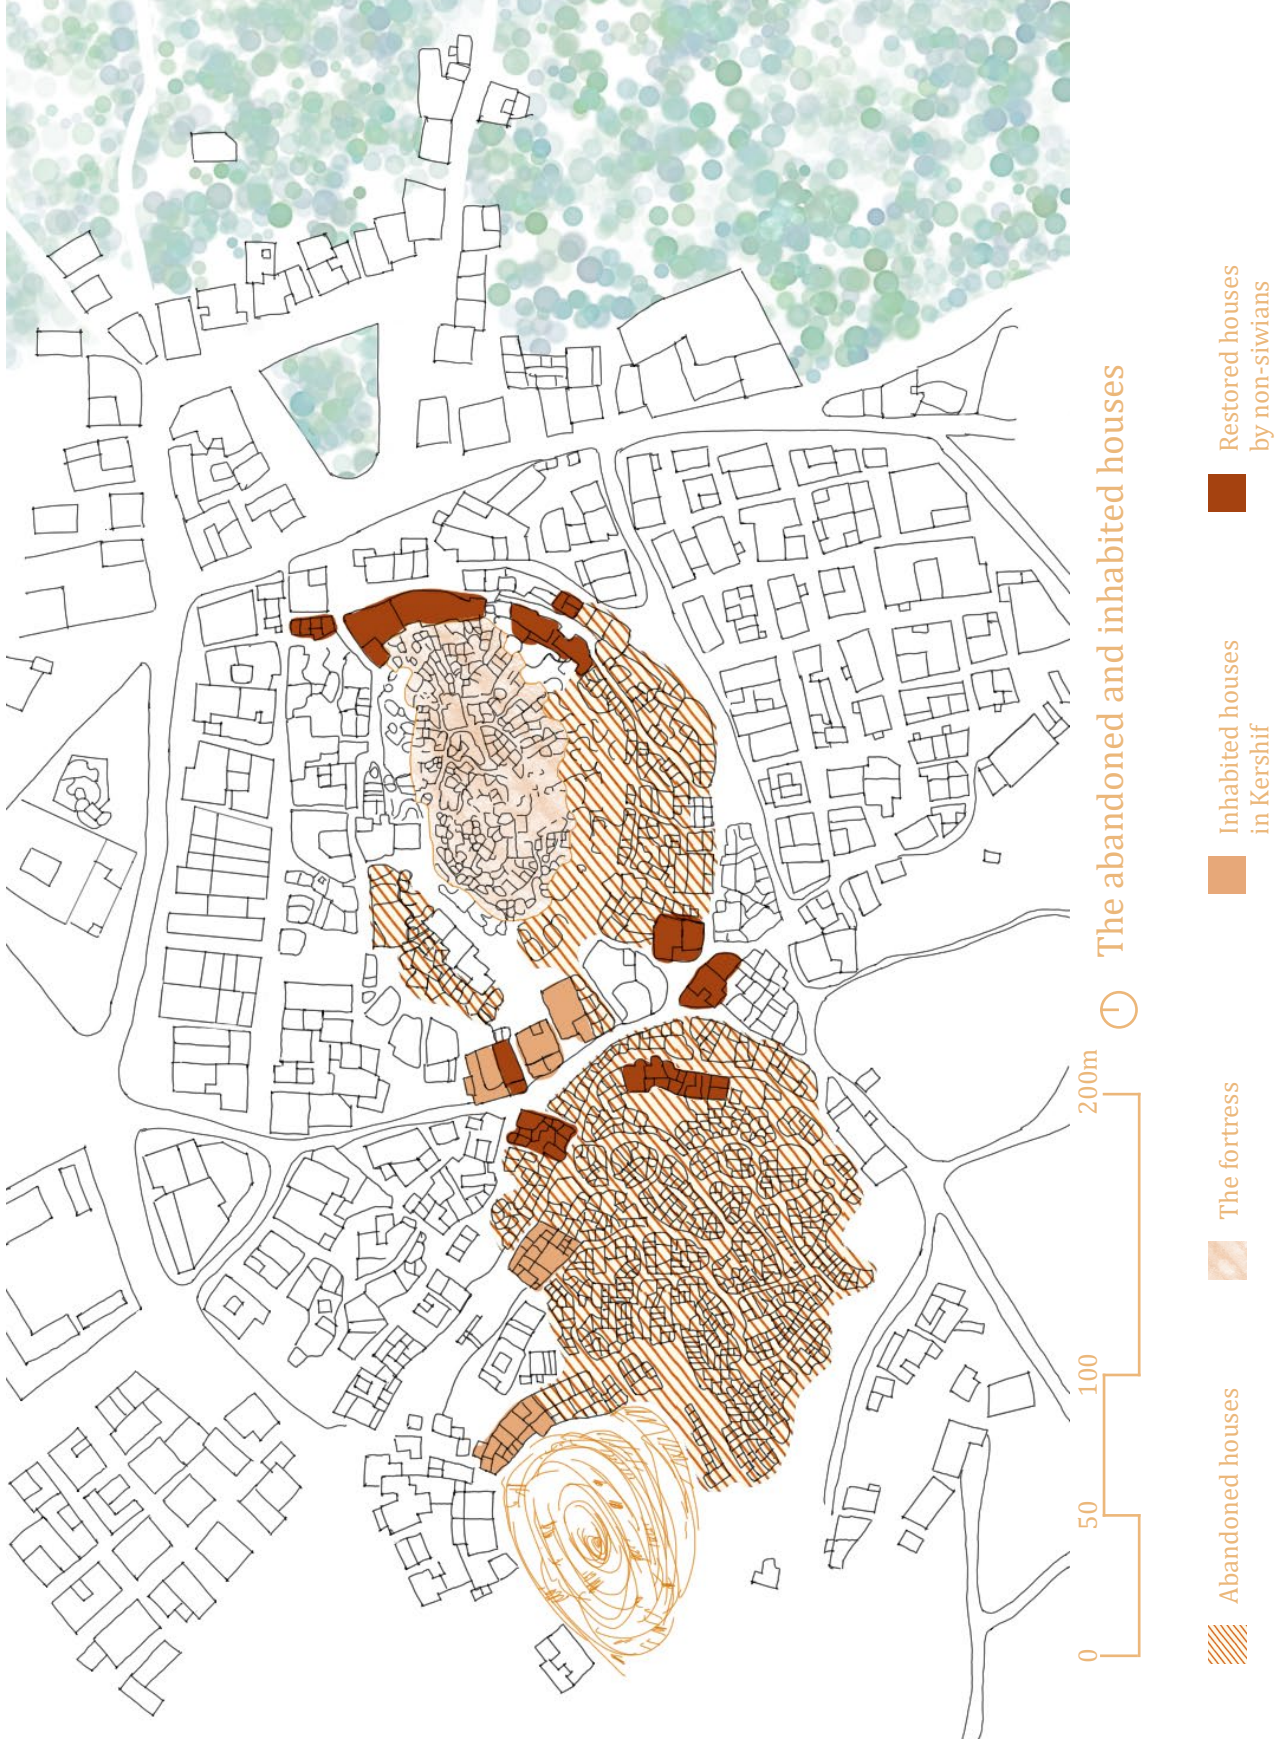 The abandoned and inhabited houses
0
50
100
200m
Abandoned houses
The fortress
Inhabited houses
in Kershif
Restored houses
by non-siwians